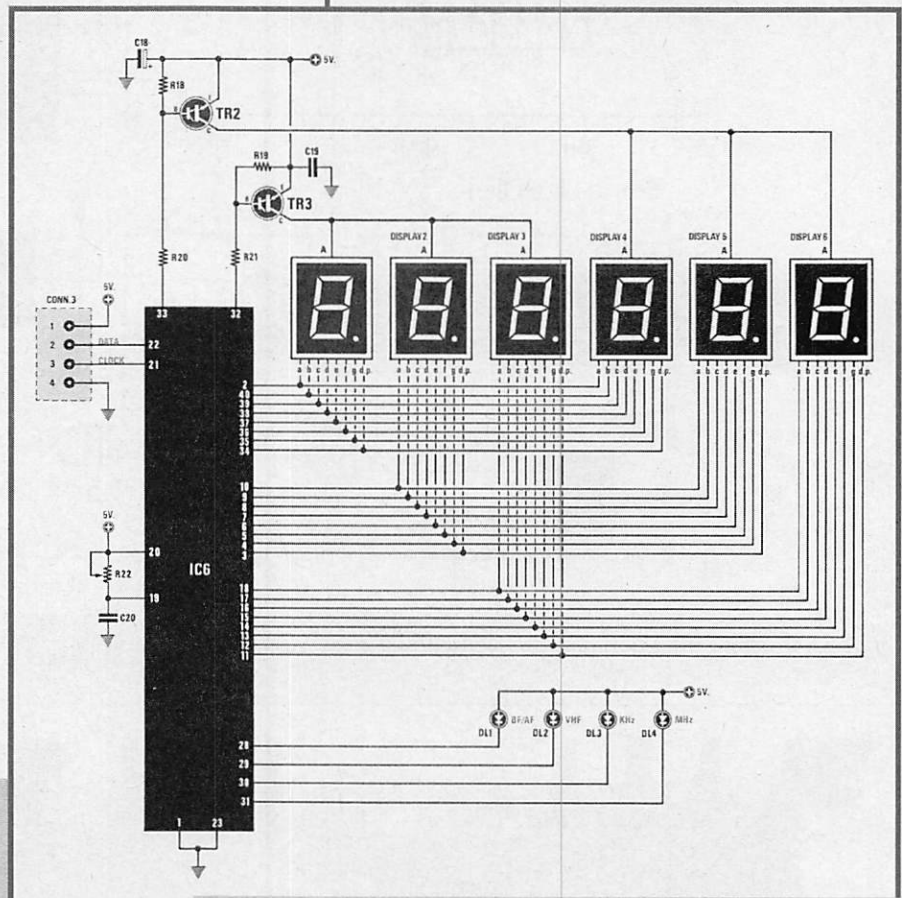 C18
5V.
R18
E
B
TR2
C
R19
C19
E
B
TR3
C
DISPLAY 2
DISPLAY 3
DISPLAY 4
DISPLAY 5
DISPLAY 6
A
A
A
A
A
A
R20
R21
5V.
CONN.3
1
2
DATA
3
CLOCK
4
33
32
22
21
a b c d e f g d.p.
a b c d e f g d.p.
a b c d e f g d.p.
a b c d e f g d.p.
a b c d e f g d.p.
a b c d e f g d.p.
2
40
39
38
37
36
35
34
10
9
8
7
6
5
4
3
5V.
20
R22
IC6
19
C20
18
17
16
15
14
13
12
11
5V.
BF/AF
VHF
KHz
MHz
DL1
DL2
DL3
DL4
28
29
30
31
1
23